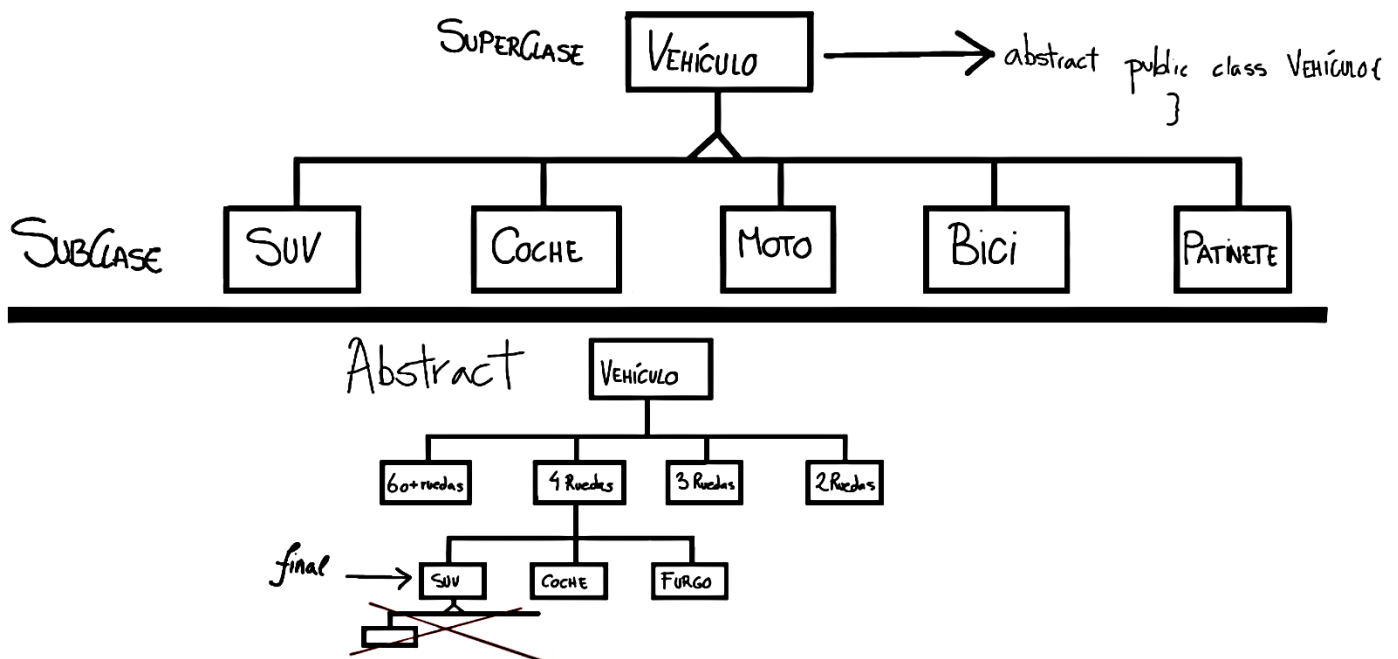 SUPERCLASE
VEHÍCULO
abstract public class VEHÍCULO{
}
SUBCLASE
SUV
COCHE
MOTO
BICI
PATINETE
Abstract
VEHÍCULO
6o+ruedas
4 Ruedas
3 Ruedas
2 Ruedas
final
SUV
COCHE
FURGO